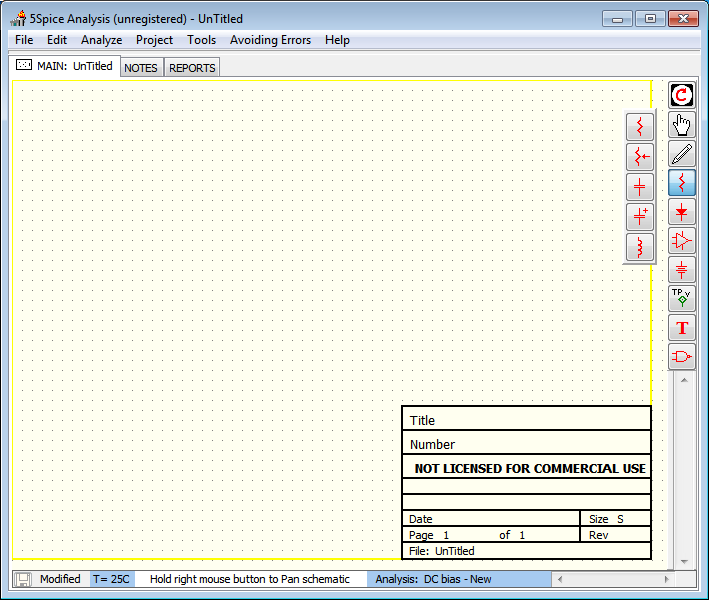 5Spice Analysis (unregistered) - UnTitled
File Edit Analyze Project Tools Avoiding Errors Help
MAIN: UnTitled NOTES REPORTS
TP v
T
Title
Number
NOT LICENSED FOR COMMERCIAL USE
Date Size S
Page 1 of 1 Rev
File: UnTitled
Modified T= 25C Hold right mouse button to Pan schematic Analysis: DC bias - New